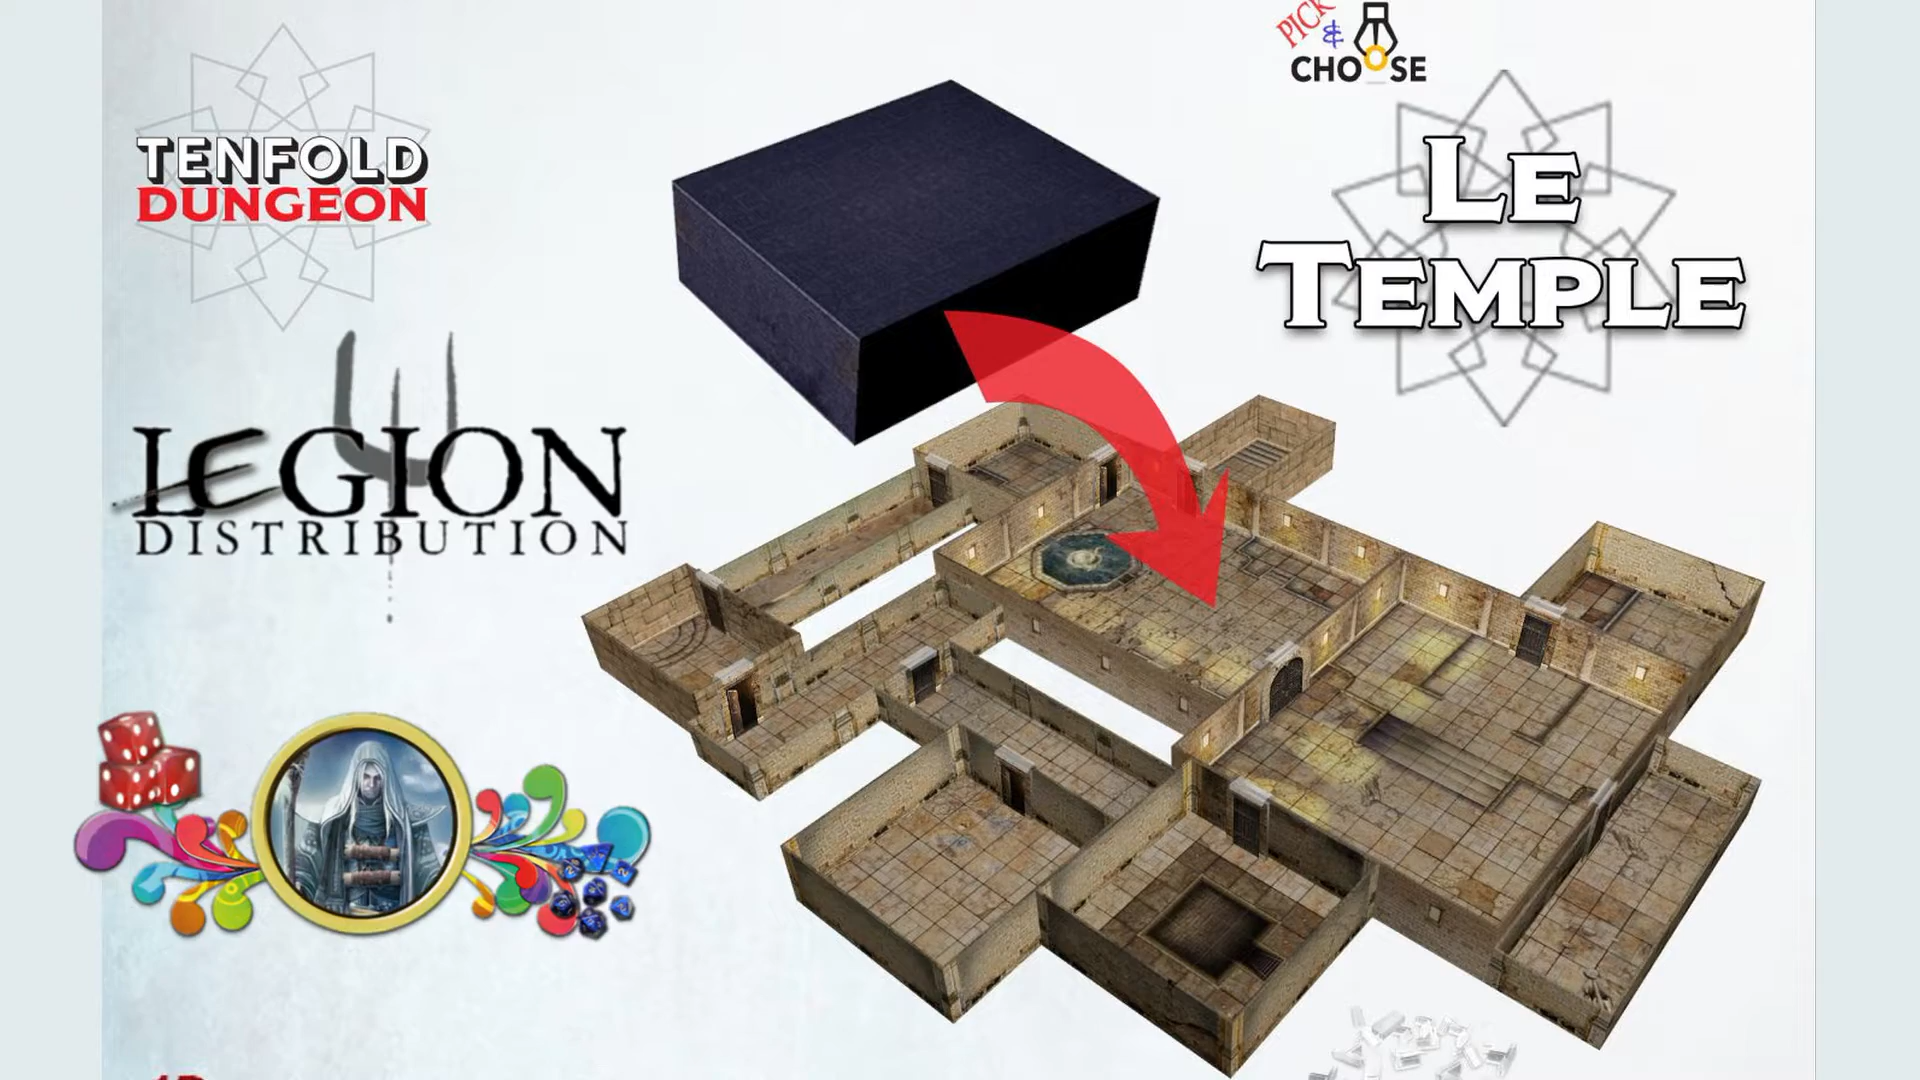 PICK
&
CHOOSE
TENFOLD
DUNGEON
LE
TEMPLE
LEGION
DISTRIBUTION